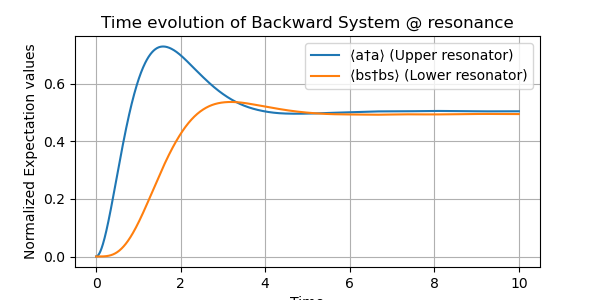 Time evolution of Backward System @ resonance
Normalized Expectation values
0.6
0.4
0.2
0.0
⟨a†a⟩ (Upper resonator)
⟨bs†bs⟩ (Lower resonator)
0 2 4 6 8 10
Time